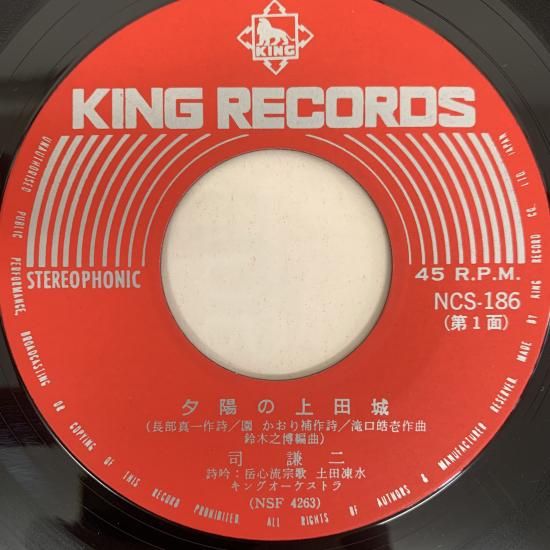 KING
KING RECORDS
STEREOPHONIC
45 R.P.M.
NCS-186
(第1面)
夕陽の上田城
(長部真一作詩/園 かおり補作詩/滝口皓壱作曲
鈴木之博編曲)
司 謙二
詩吟:岳心流宗歌 土田凍水
キングオーケストラ
(NSF 4263)
UNAUTHORISED PUBLIC PERFORMANCE, BROADCASTING OR COPYING OF THIS RECORD PROHIBITED. ALL RIGHTS OF AUTHORS & MANUFACTURER RESERVED. MADE BY KING RECORD CO. LTD. JAPAN